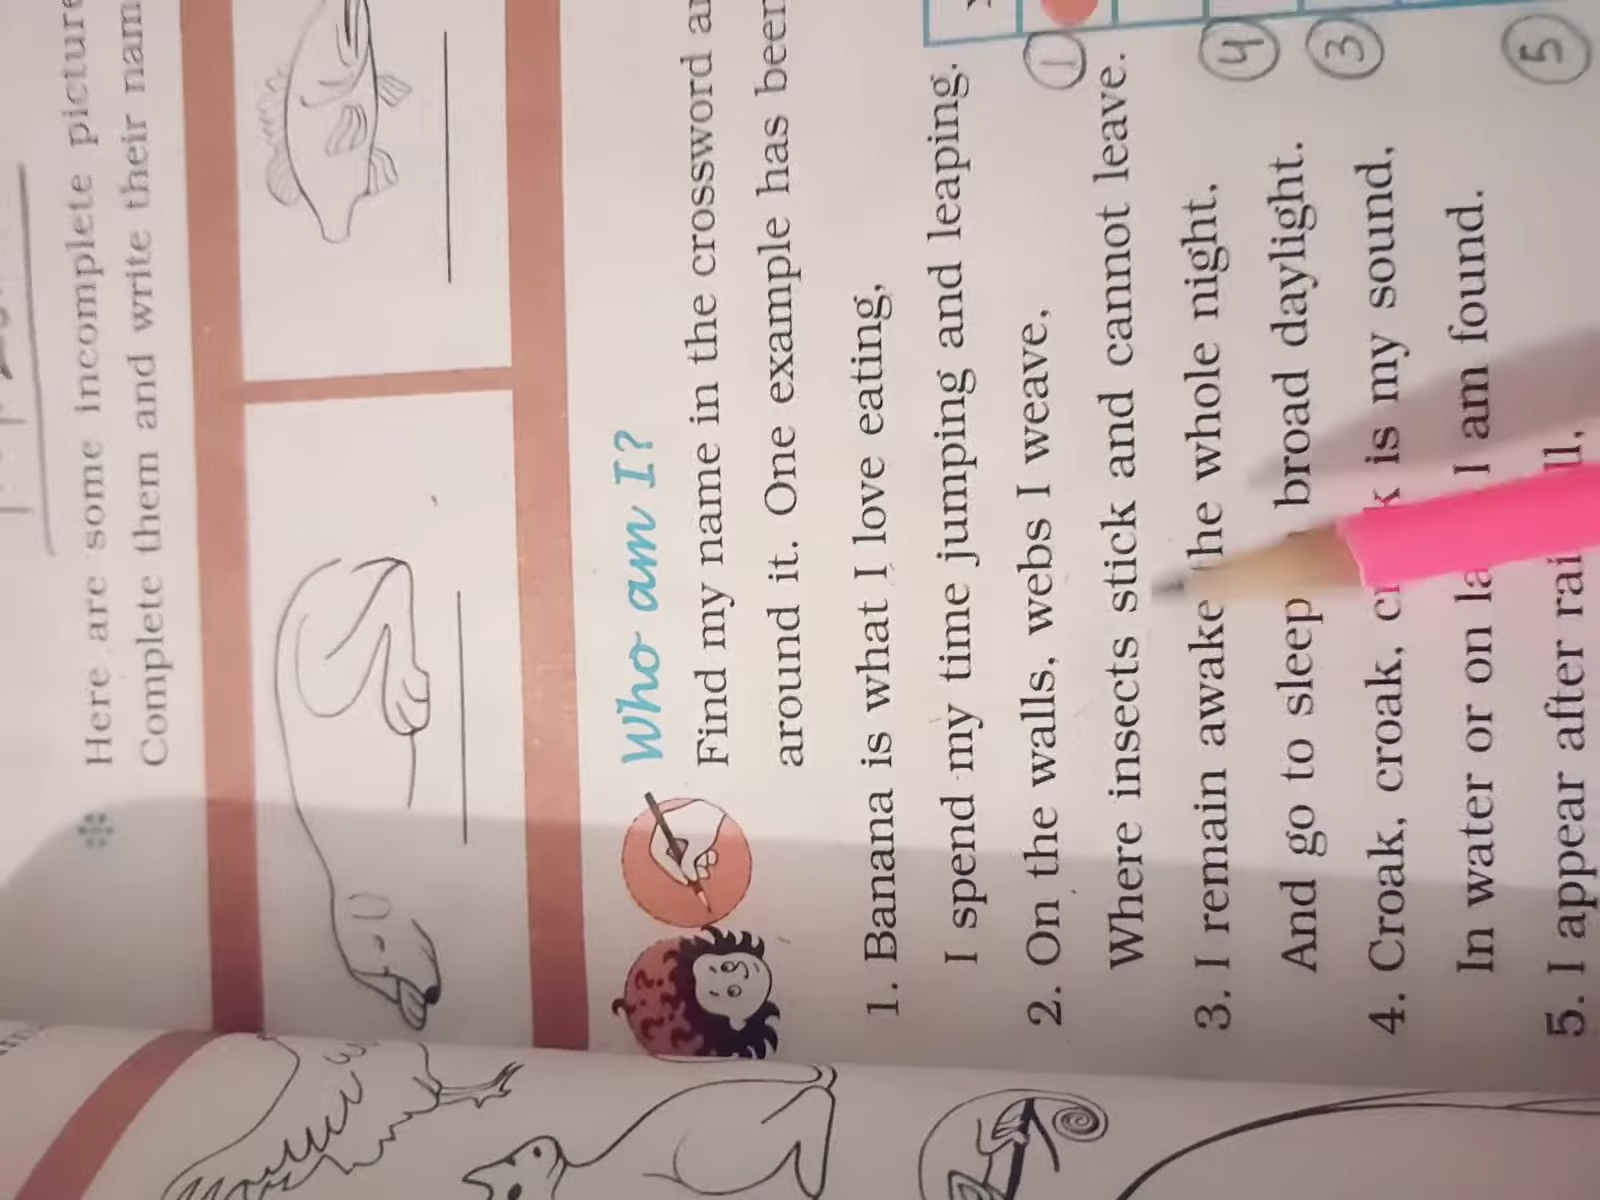 Here are some incomplete picture
Complete them and write their nam
Who am I?
Find my name in the crossword
around it. One example has been
1. Banana is what I love eating,
I spend my time jumping and leaping.
2. On the walls, webs I weave,
Where insects stick and cannot leave.
3. I remain awake the whole night,
And go to sleep broad daylight.
4. Croak, croak, is my sound,
In water or on I am found.
5. I appear after
1
4
3
5